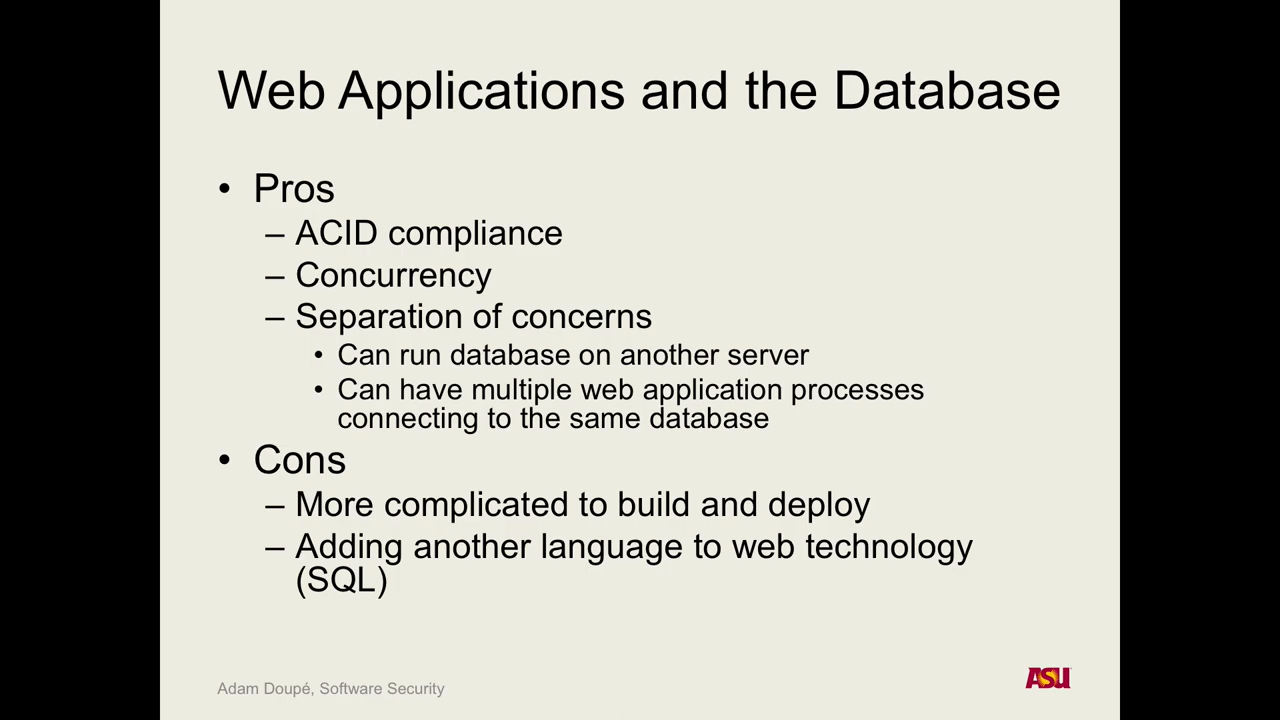 Web Applications and the Database
• Pros
– ACID compliance
– Concurrency
– Separation of concerns
• Can run database on another server
• Can have multiple web application processes
connecting to the same database
• Cons
– More complicated to build and deploy
– Adding another language to web technology
(SQL)
Adam Doupé, Software Security
ASU